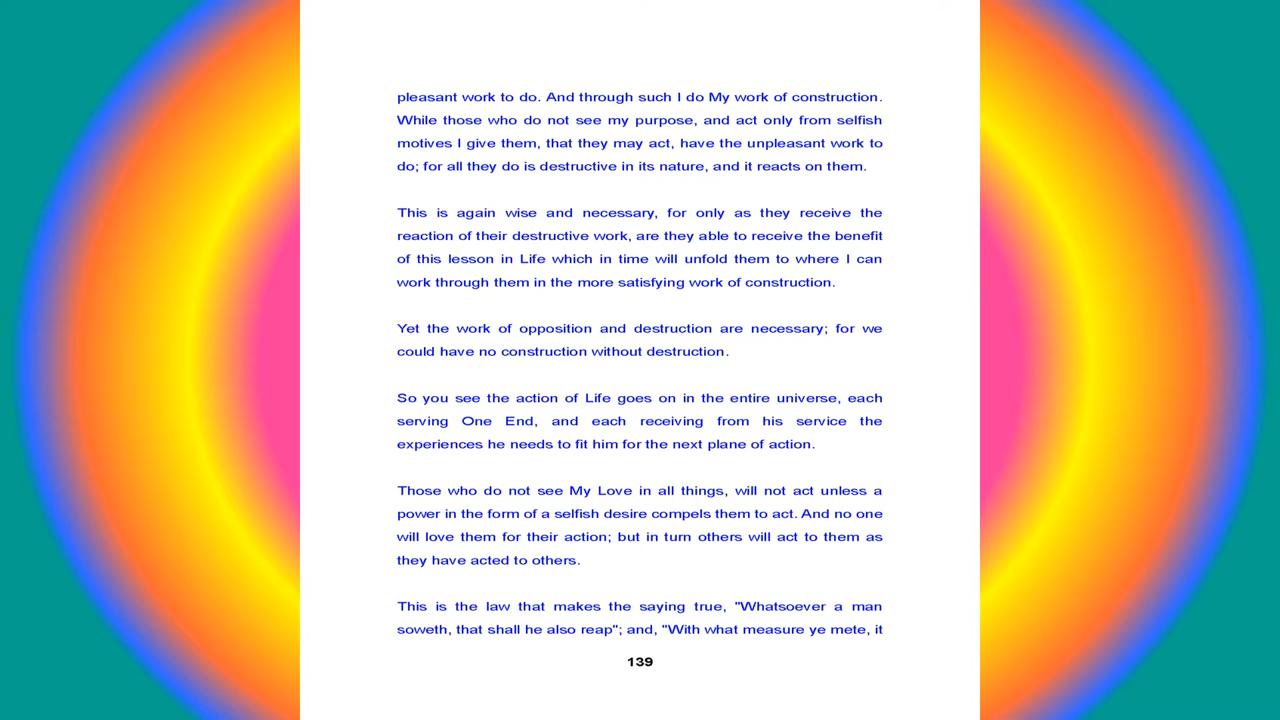 pleasant work to do. And through such I do My work of construction.
While those who do not see my purpose, and act only from selfish
motives I give them, that they may act, have the unpleasant work to
do; for all they do is destructive in its nature, and it reacts on them.
This is again wise and necessary, for only as they receive the
reaction of their destructive work, are they able to receive the benefit
of this lesson in Life which in time will unfold them to where I can
work through them in the more satisfying work of construction.
Yet the work of opposition and destruction are necessary; for we
could have no construction without destruction.
So you see the action of Life goes on in the entire universe, each
serving One End, and each receiving from his service the
experiences he needs to fit him for the next plane of action.
Those who do not see My Love in all things, will not act unless a
power in the form of a selfish desire compels them to act. And no one
will love them for their action; but in turn others will act to them as
they have acted to others.
This is the law that makes the saying true, "Whatsoever a man
soweth, that shall he also reap"; and, "With what measure ye mete, it
139